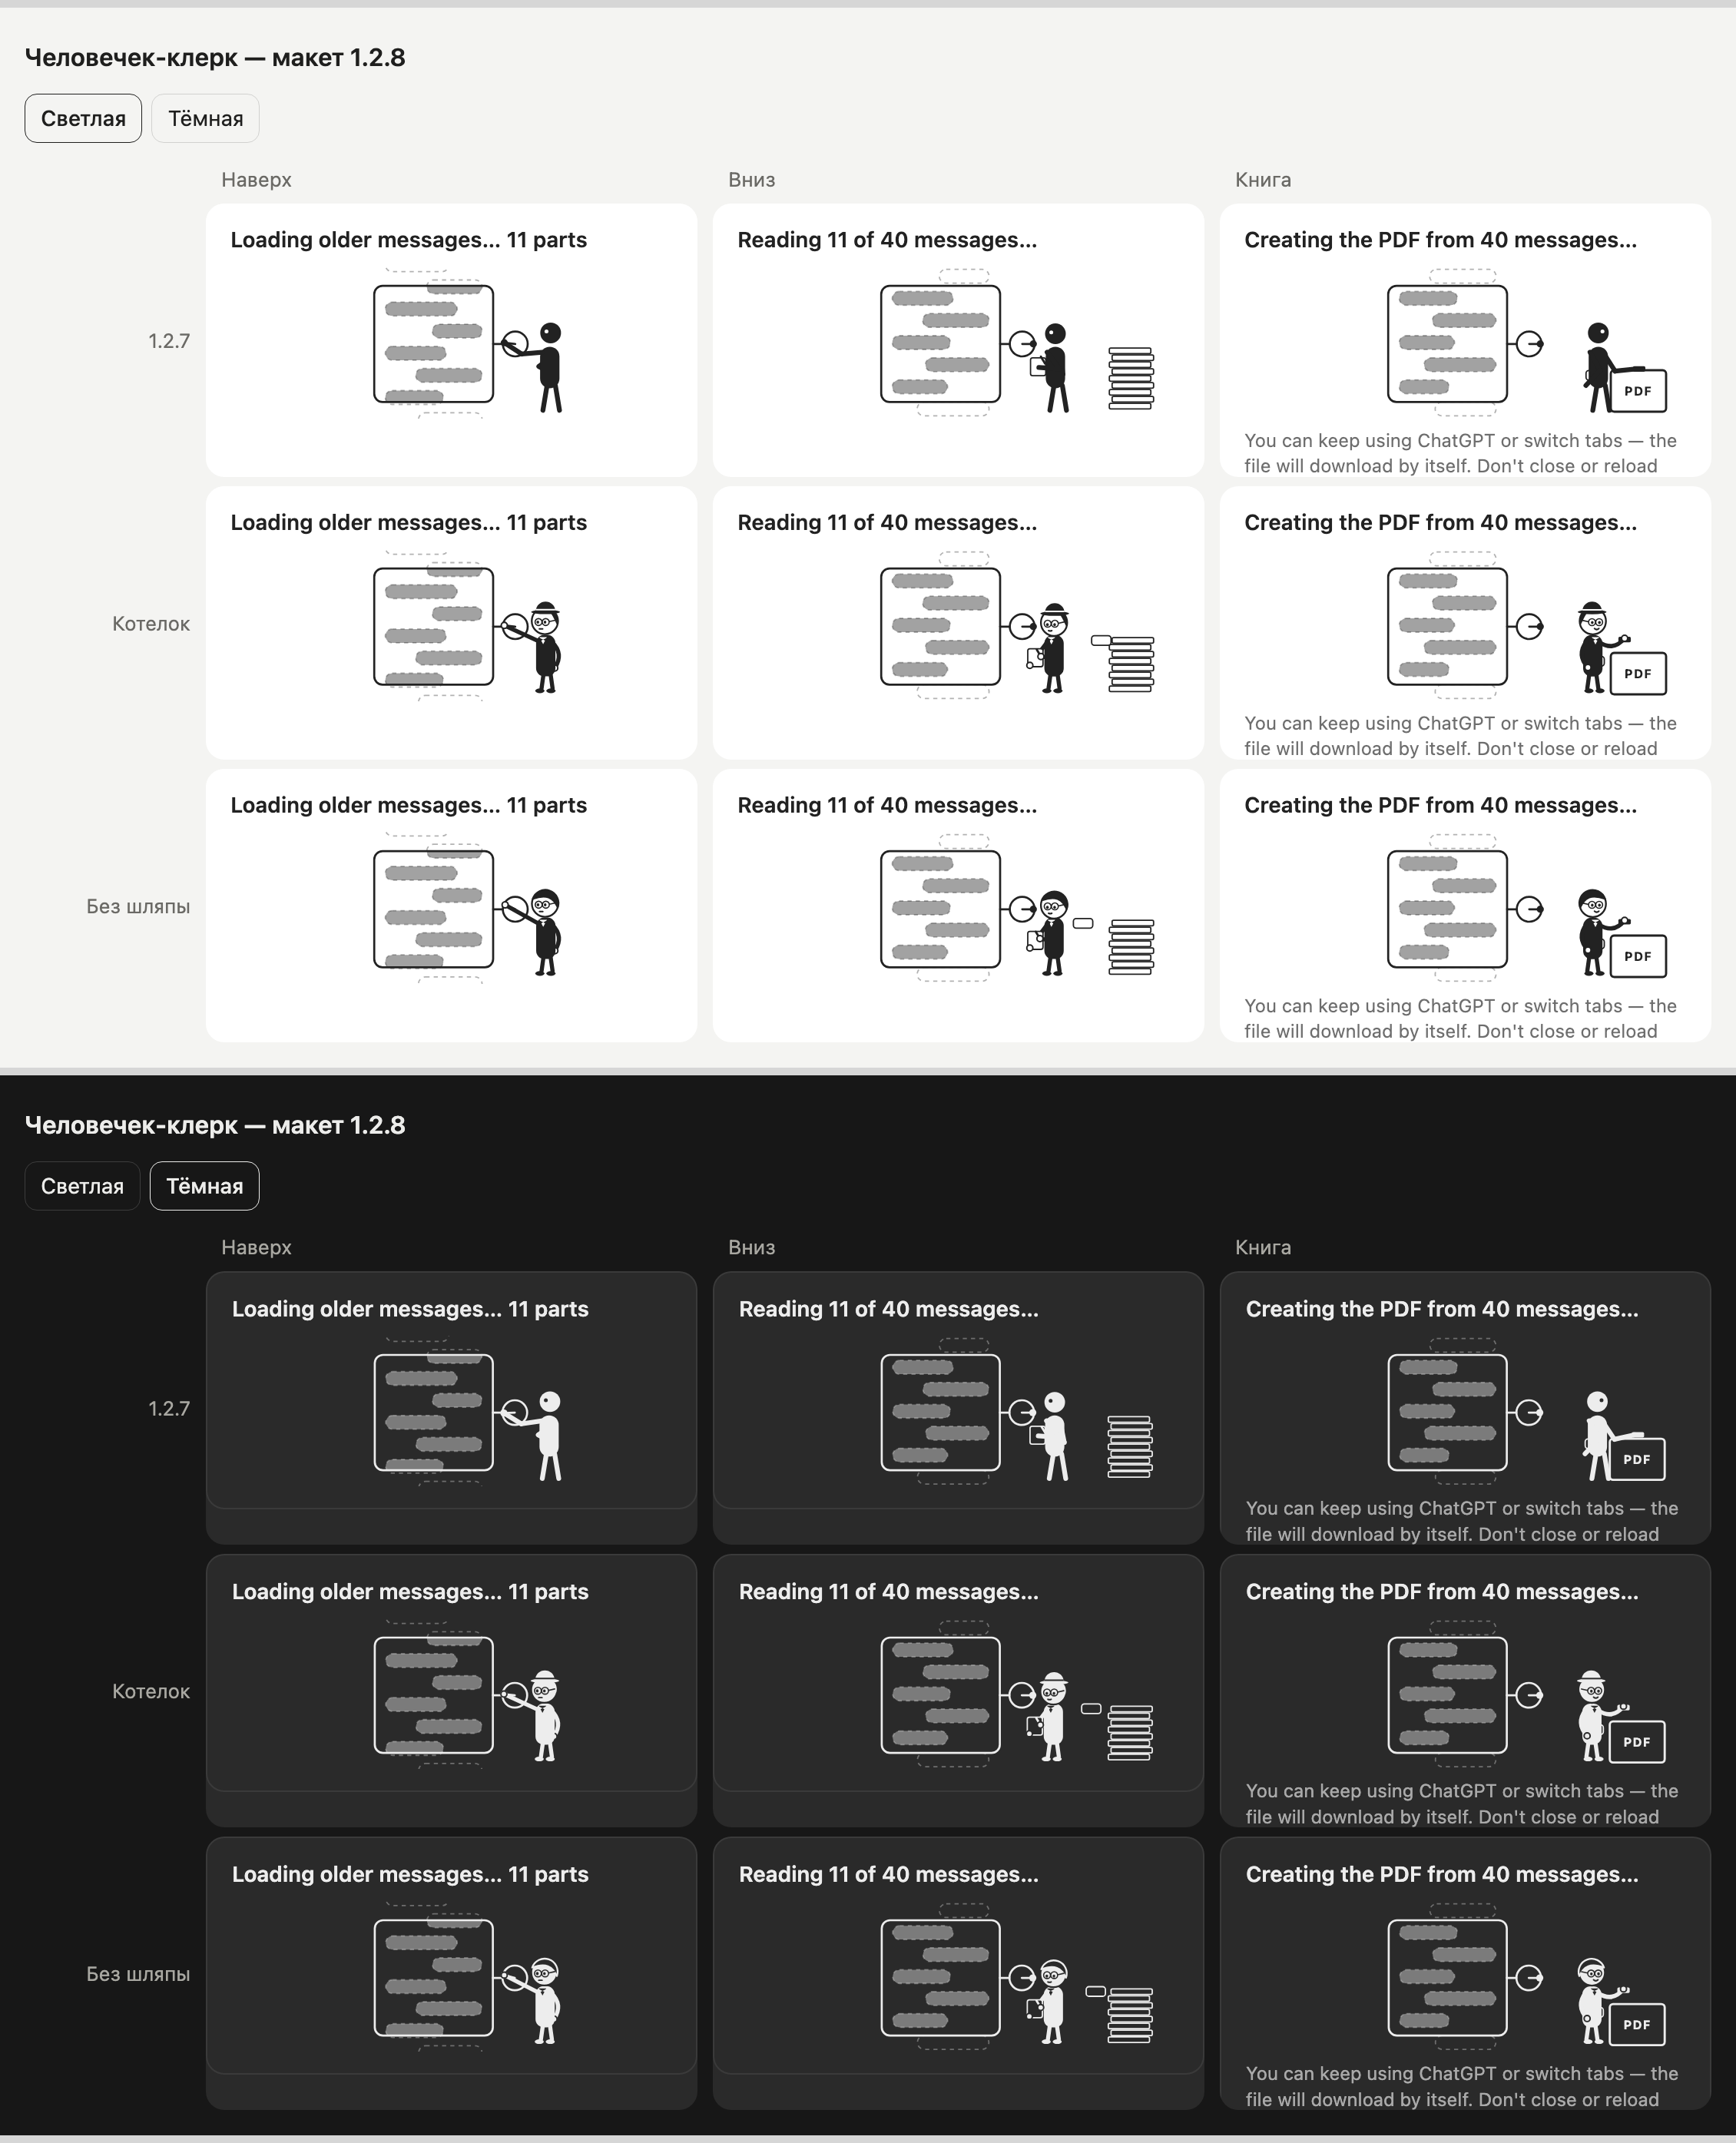 Человечек-клерк — макет 1.2.8
Светлая Тёмная
Наверх Вниз Книга
1.2.7
Loading older messages... 11 parts
Reading 11 of 40 messages...
Creating the PDF from 40 messages...
PDF
You can keep using ChatGPT or switch tabs — the
file will download by itself. Don't close or reload
Котелок
Loading older messages... 11 parts
Reading 11 of 40 messages...
Creating the PDF from 40 messages...
PDF
You can keep using ChatGPT or switch tabs — the
file will download by itself. Don't close or reload
Без шляпы
Loading older messages... 11 parts
Reading 11 of 40 messages...
Creating the PDF from 40 messages...
PDF
You can keep using ChatGPT or switch tabs — the
file will download by itself. Don't close or reload
Человечек-клерк — макет 1.2.8
Светлая Тёмная
Наверх Вниз Книга
1.2.7
Loading older messages... 11 parts
Reading 11 of 40 messages...
Creating the PDF from 40 messages...
PDF
You can keep using ChatGPT or switch tabs — the
file will download by itself. Don't close or reload
Котелок
Loading older messages... 11 parts
Reading 11 of 40 messages...
Creating the PDF from 40 messages...
PDF
You can keep using ChatGPT or switch tabs — the
file will download by itself. Don't close or reload
Без шляпы
Loading older messages... 11 parts
Reading 11 of 40 messages...
Creating the PDF from 40 messages...
PDF
You can keep using ChatGPT or switch tabs — the
file will download by itself. Don't close or reload